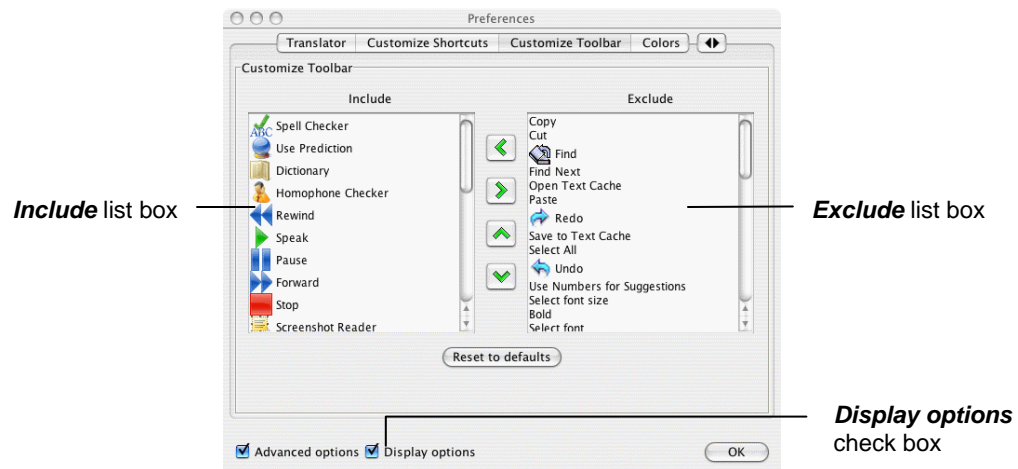 Preferences
Translator Customize Shortcuts Customize Toolbar Colors
Customize Toolbar
Include
Spell Checker
Use Prediction
Dictionary
Homophone Checker
Rewind
Speak
Pause
Forward
Stop
Screenshot Reader
Exclude
Copy
Cut
Find
Find Next
Open Text Cache
Paste
Redo
Save to Text Cache
Select All
Undo
Use Numbers for Suggestions
Select font size
Bold
Select font
Reset to defaults
Advanced options Display options
OK
Include list box
Exclude list box
Display options
check box
ABC